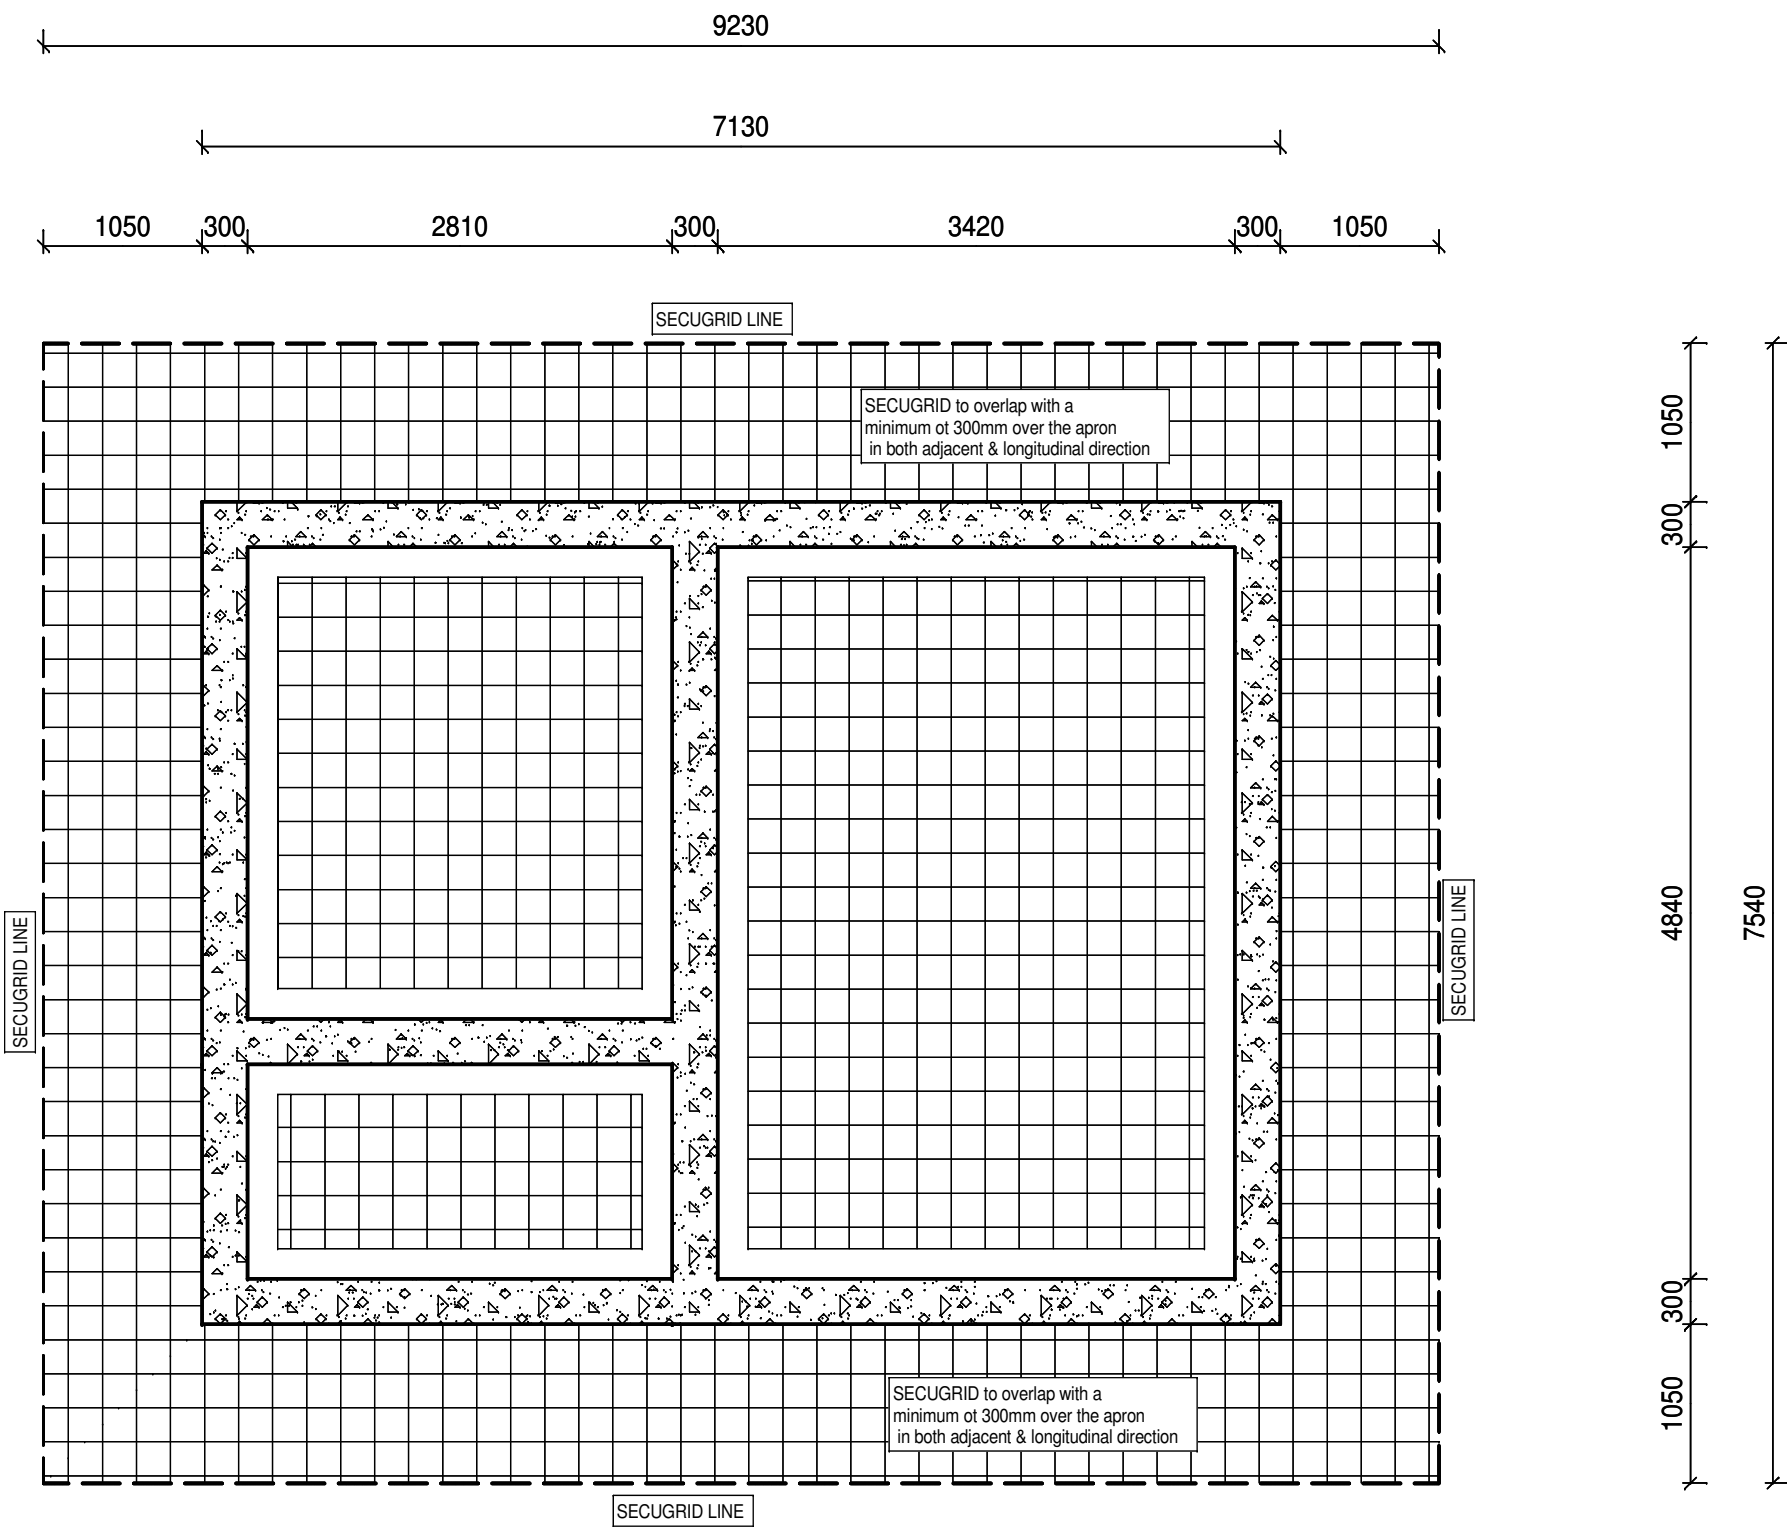 9230
7130
1050 300 2810 300 3420 300 1050
SECUGRID LINE
SECUGRID to overlap with a
minimum ot 300mm over the apron
in both adjacent & longitudinal direction
1050
300
4840
7540
300
1050
SECUGRID LINE
SECUGRID LINE
SECUGRID to overlap with a
minimum ot 300mm over the apron
in both adjacent & longitudinal direction
SECUGRID LINE